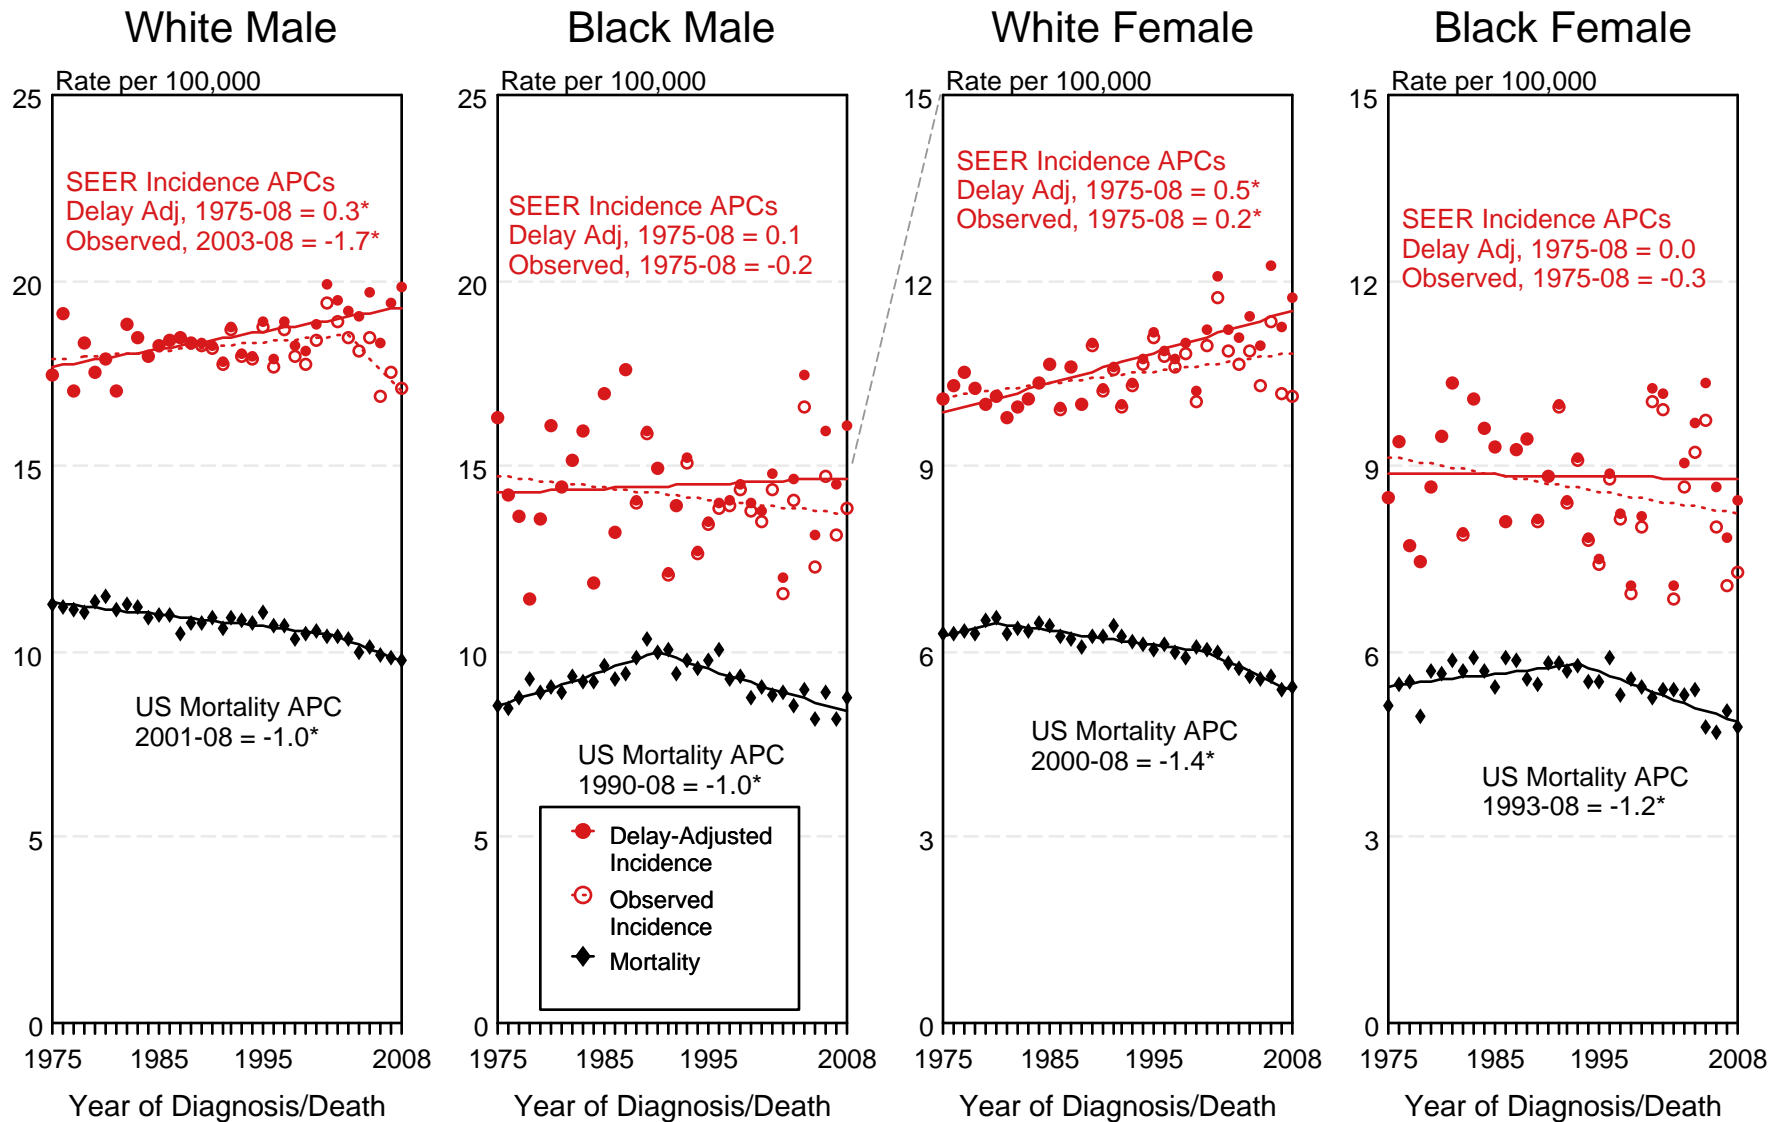 White Male
Rate per 100,000
25
20
15
10
5
0
SEER Incidence APCs
Delay Adj, 1975-08 = 0.3*
Observed, 2003-08 = -1.7*
US Mortality APC
2001-08 = -1.0*
1975
1985
1995
2008
Year of Diagnosis/Death
Black Male
Rate per 100,000
25
20
15
10
5
0
SEER Incidence APCs
Delay Adj, 1975-08 = 0.1
Observed, 1975-08 = -0.2
US Mortality APC
1990-08 = -1.0*
Delay-Adjusted
Incidence
Observed
Incidence
Mortality
1975
1985
1995
2008
Year of Diagnosis/Death
White Female
Rate per 100,000
15
12
9
6
3
0
SEER Incidence APCs
Delay Adj, 1975-08 = 0.5*
Observed, 1975-08 = 0.2*
US Mortality APC
2000-08 = -1.4*
1975
1985
1995
2008
Year of Diagnosis/Death
Black Female
Rate per 100,000
15
12
9
6
3
0
SEER Incidence APCs
Delay Adj, 1975-08 = 0.0
Observed, 1975-08 = -0.3
US Mortality APC
1993-08 = -1.2*
1975
1985
1995
2008
Year of Diagnosis/Death